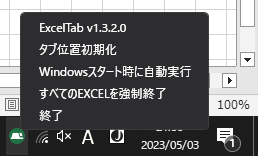 ExcelTab v1.3.2.0
タブ位置初期化
Windowsスタート時に自動実行
すべてのEXCELを強制終了
終了
100%
A
2023/05/03
1